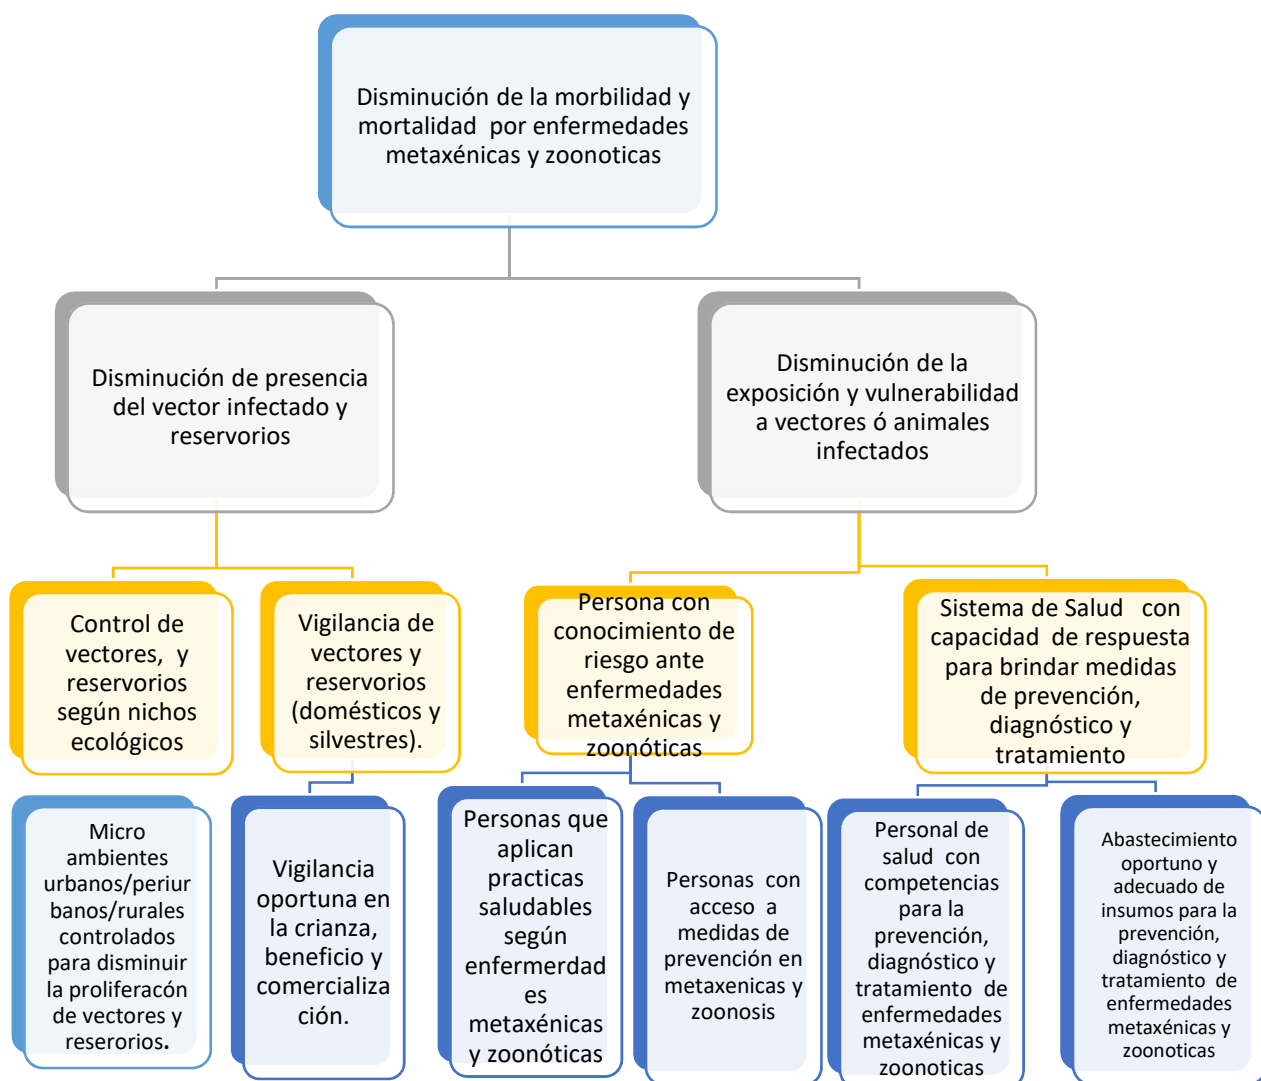 Disminución de la morbilidad y
mortalidad por enfermedades
metaxénicas y zoonoticas
Disminución de presencia
del vector infectado y
reservorios
Disminución de la
exposición y vulnerabilidad
a vectores ó animales
infectados
Control de
vectores, y
reservorios
según nichos
ecológicos
Vigilancia de
vectores y
reservorios
(domésticos y
silvestres).
Persona con
conocimiento de
riesgo ante
enfermedades
metaxénicas y
zoonóticas
Sistema de Salud con
capacidad de respuesta
para brindar medidas
de prevención,
diagnóstico y
tratamiento
Micro
ambientes
urbanos/periur
banos/rurales
controlados
para disminuir
la proliferacón
de vectores y
reserorios.
Vigilancia
oportuna en
la crianza,
beneficio y
comercializa
ción.
Personas que
aplican
practicas
saludables
según
enfermerdad
es
metaxénicas
y zoonóticas
Personas con
acceso a
medidas de
prevención en
metaxenicas y
zoonosis
Personal de
salud con
competencias
para la
prevención,
diagnóstico y
tratamiento de
enfermedades
metaxénicas y
zoonoticas
Abastecimiento
oportuno y
adecuado de
insumos para la
prevención,
diagnóstico y
tratamiento de
enfermedades
metaxénicas y
zoonoticas